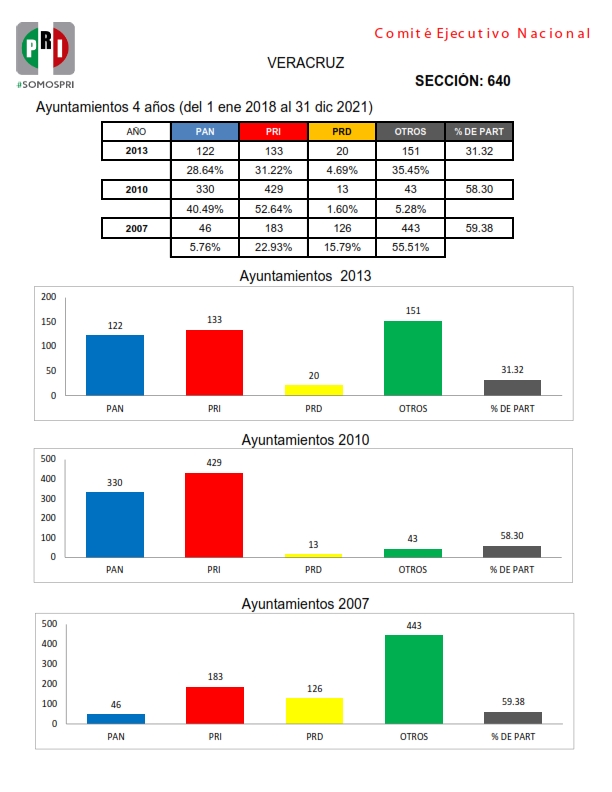 Comité Ejecutivo Nacional
PRI
#SOMOSPRI
VERACRUZ
SECCIÓN: 640
Ayuntamientos 4 años (del 1 ene 2018 al 31 dic 2021)
AÑO PAN PRI PRD OTROS % DE PART
2013 122 133 20 151 31.32
28.64% 31.22% 4.69% 35.45%
2010 330 429 13 43 58.30
40.49% 52.64% 1.60% 5.28%
2007 46 183 126 443 59.38
5.76% 22.93% 15.79% 55.51%
Ayuntamientos 2013
200
150
100
50
0
122 133 20 151 31.32
PAN PRI PRD OTROS % DE PART
Ayuntamientos 2010
500
400
300
200
100
0
330 429 13 43 58.30
PAN PRI PRD OTROS % DE PART
Ayuntamientos 2007
500
400
300
200
100
0
46 183 126 443 59.38
PAN PRI PRD OTROS % DE PART